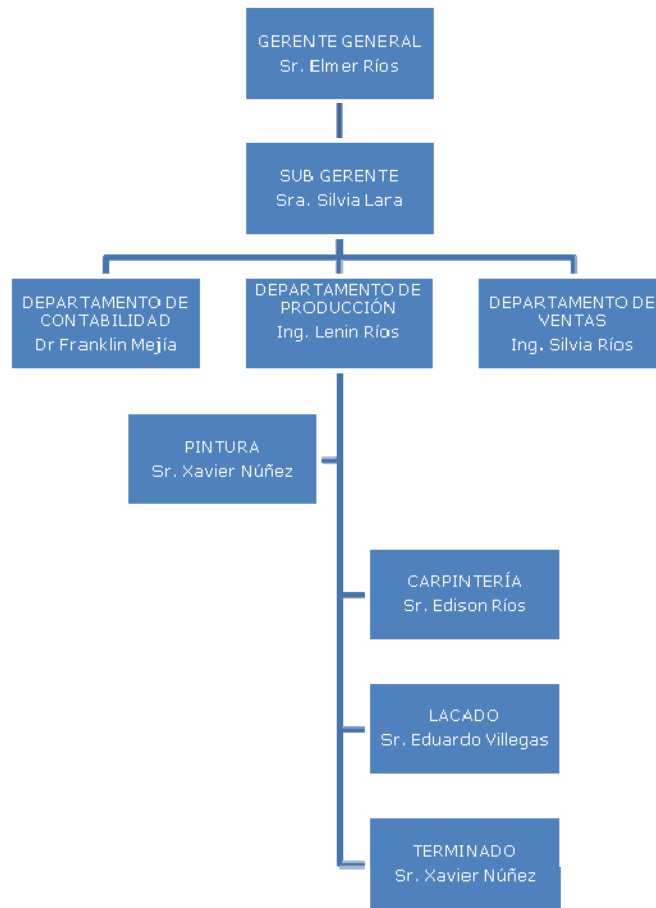 GERENTE GENERAL
Sr. Elmer Ríos
SUB GERENTE
Sra. Silvia Lara
DEPARTAMENTO DE
CONTABILIDAD
Dr Franklin Mejía
DEPARTAMENTO DE
PRODUCCIÓN
Ing. Lenin Ríos
DEPARTAMENTO DE
VENTAS
Ing. Silvia Ríos
PINTURA
Sr. Xavier Núñez
CARPINTERÍA
Sr. Edison Ríos
LACADO
Sr. Eduardo Villegas
TERMINADO
Sr. Xavier Núñez